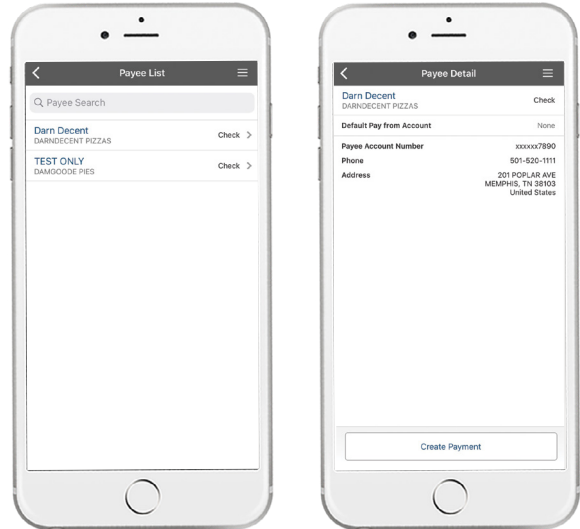 Payee List
Payee Search
Darn Decent
DARNDECENT PIZZAS
Check
TEST ONLY
DAMGOODE PIES
Check
Payee Detail
Darn Decent
DARNDECENT PIZZAS
Check
Default Pay from Account None
Payee Account Number xxxxxx7890
Phone 501-520-1111
Address 201 POPLAR AVE
MEMPHIS, TN 38103
United States
Create Payment